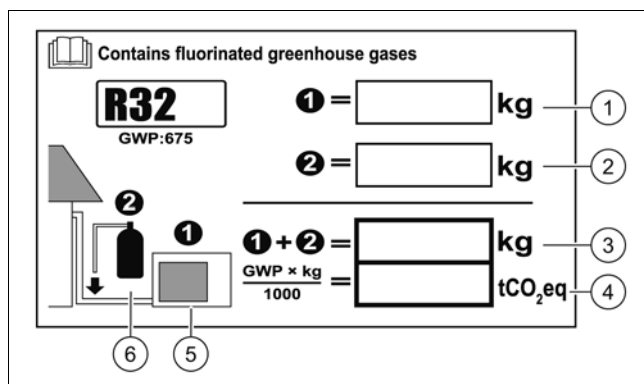 Contains fluorinated greenhouse gases
R32
GWP:675
❶ = kg 1
❷ = kg 2
❶+❷ = kg 3
GWP × kg
1000
= tCO₂eq 4
❷
❶
6
5